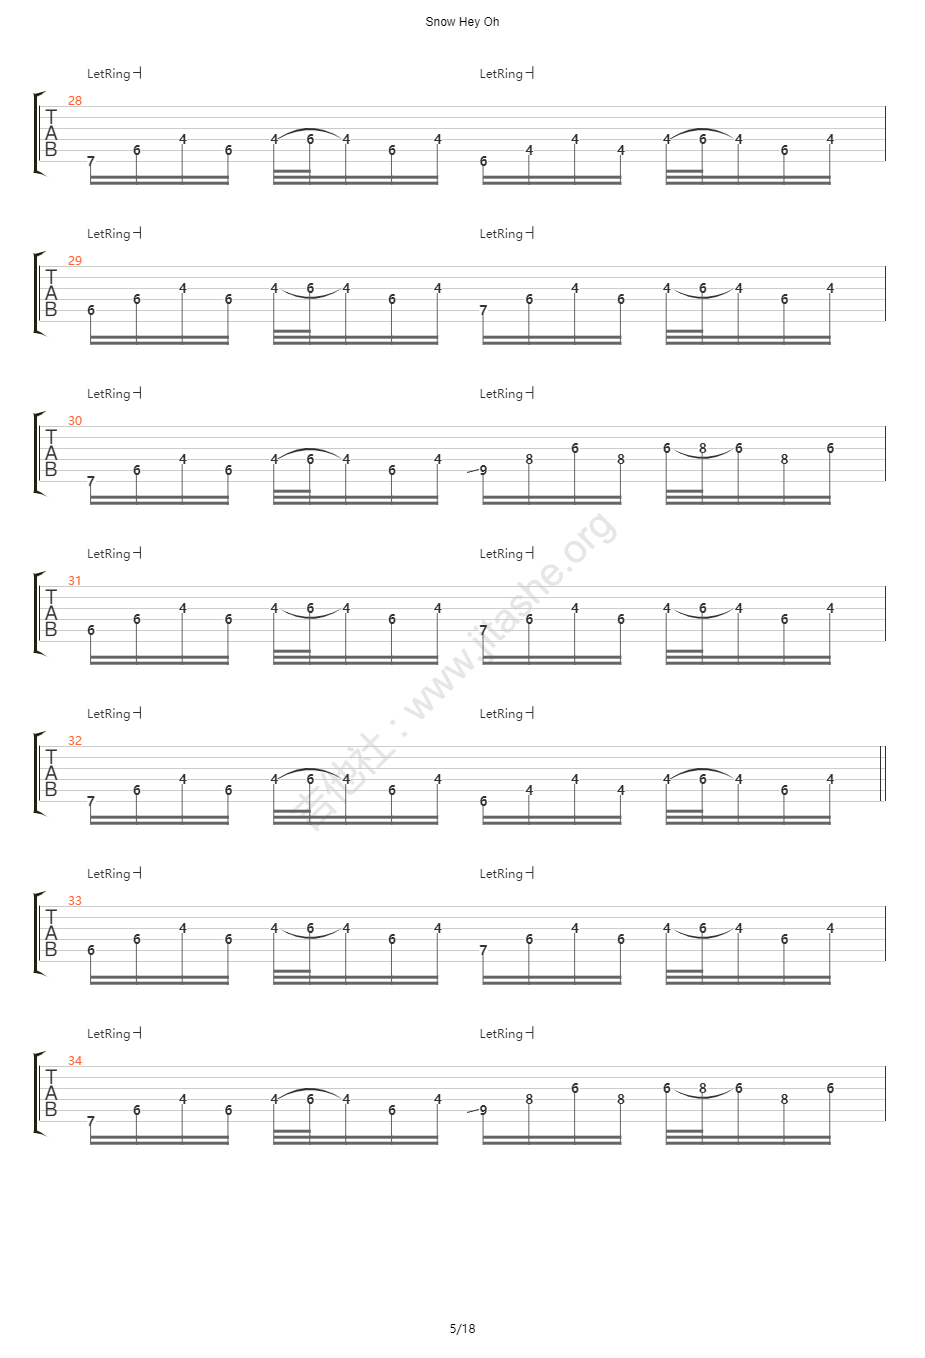 Snow Hey Oh
LetRing LetRing
28
T
A
B
7 6 4 6 4 6 4 6 4 6 4 4 4 4 6 4 6 4
LetRing LetRing
29
T
A
B
6 6 4 6 4 6 4 6 4 7 6 4 6 4 6 4 6 4
LetRing LetRing
30
T
A
B
7 6 4 6 4 6 4 6 4 9 8 6 8 6 8 6 8 6
LetRing LetRing
31
T
A
B
6 6 4 6 4 6 4 6 4 7 6 4 6 4 6 4 6 4
LetRing LetRing
32
T
A
B
7 6 4 6 4 6 4 6 4 6 4 4 4 4 6 4 6 4
LetRing LetRing
33
T
A
B
6 6 4 6 4 6 4 6 4 7 6 4 6 4 6 4 6 4
LetRing LetRing
34
T
A
B
7 6 4 6 4 6 4 6 4 9 8 6 8 6 8 6 8 6
吉他社：www.jitashe.org
5/18